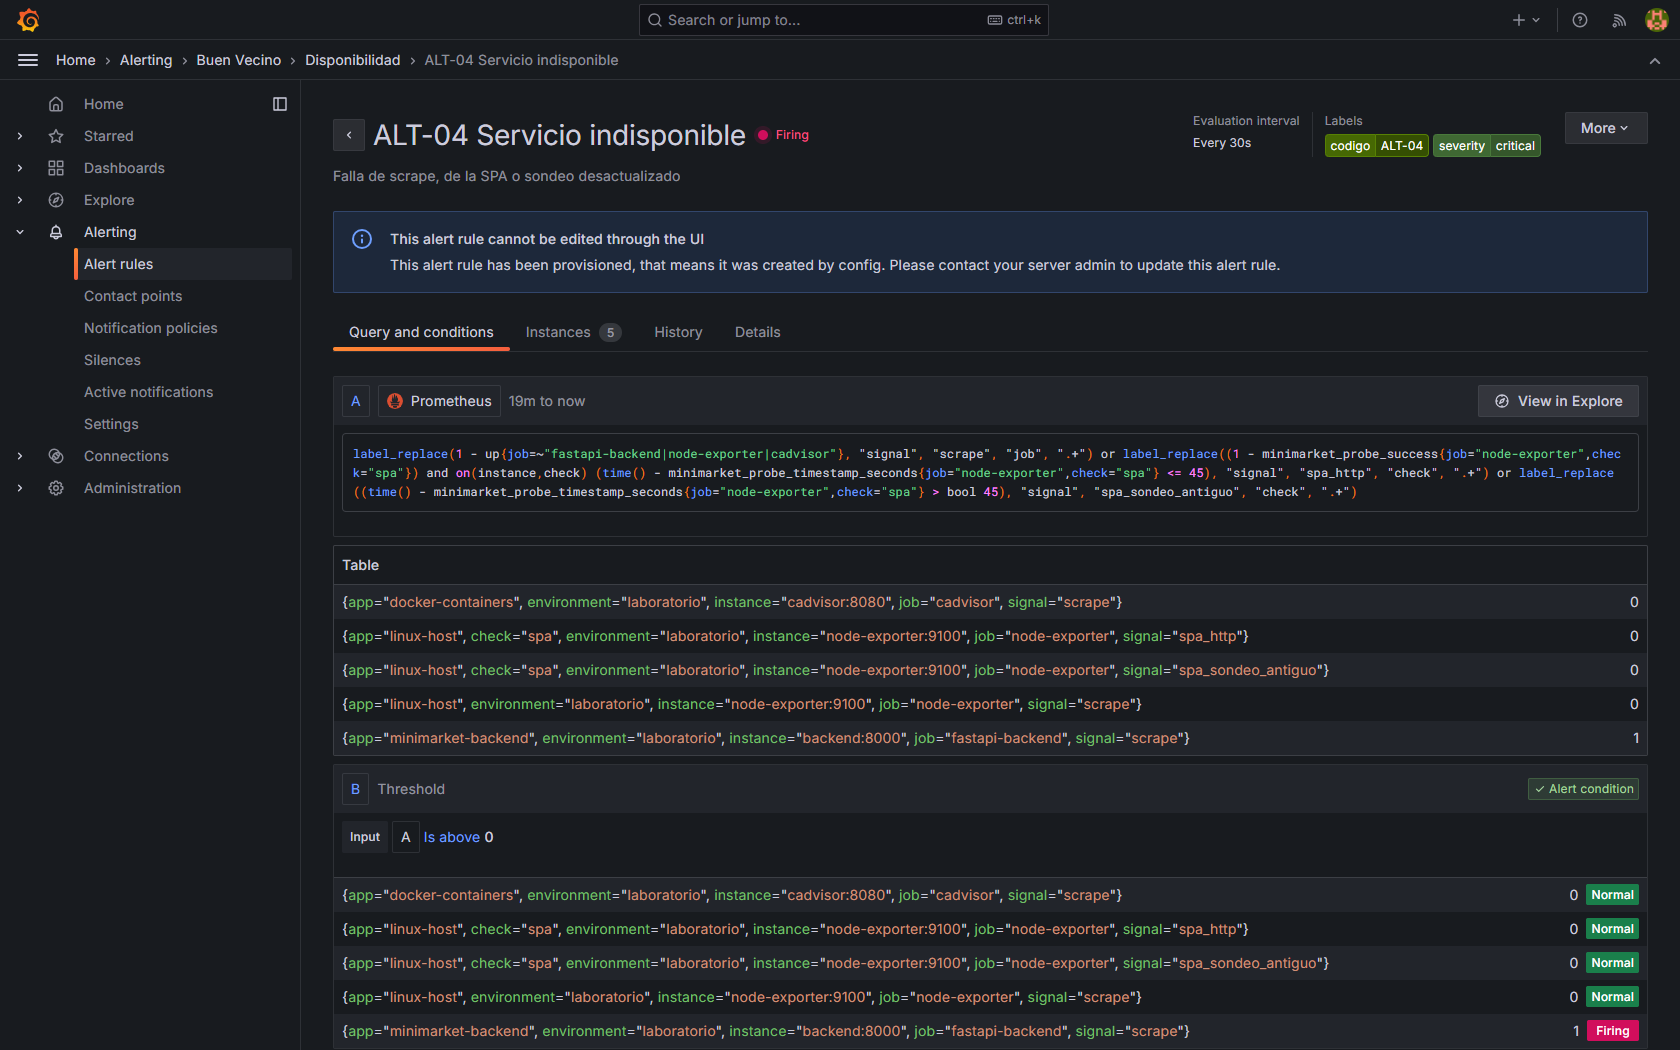 Search or jump to...
ctrl+k
Home › Alerting › Buen Vecino › Disponibilidad › ALT-04 Servicio indisponible
Home
Starred
Dashboards
Explore
Alerting
Alert rules
Contact points
Notification policies
Silences
Active notifications
Settings
Connections
Administration
ALT-04 Servicio indisponible
Firing
Evaluation interval
Every 30s
Labels
codigo ALT-04
severity critical
More
Falla de scrape, de la SPA o sondeo desactualizado
This alert rule cannot be edited through the UI
This alert rule has been provisioned, that means it was created by config. Please contact your server admin to update this alert rule.
Query and conditions
Instances 5
History
Details
A
Prometheus
19m to now
View in Explore
label_replace(1 - up{job=~"fastapi-backend|node-exporter|cadvisor"}, "signal", "scrape", "job", ".+") or label_replace((1 - minimarket_probe_success{job="node-exporter",chec
k="spa"}) and on(instance,check) (time() - minimarket_probe_timestamp_seconds{job="node-exporter",check="spa"} <= 45), "signal", "spa_http", "check", ".+") or label_replace
((time() - minimarket_probe_timestamp_seconds{job="node-exporter",check="spa"} > bool 45), "signal", "spa_sondeo_antiguo", "check", ".+")
Table
{app="docker-containers", environment="laboratorio", instance="cadvisor:8080", job="cadvisor", signal="scrape"} 0
{app="linux-host", check="spa", environment="laboratorio", instance="node-exporter:9100", job="node-exporter", signal="spa_http"} 0
{app="linux-host", check="spa", environment="laboratorio", instance="node-exporter:9100", job="node-exporter", signal="spa_sondeo_antiguo"} 0
{app="linux-host", environment="laboratorio", instance="node-exporter:9100", job="node-exporter", signal="scrape"} 0
{app="minimarket-backend", environment="laboratorio", instance="backend:8000", job="fastapi-backend", signal="scrape"} 1
B
Threshold
Alert condition
Input A Is above 0
{app="docker-containers", environment="laboratorio", instance="cadvisor:8080", job="cadvisor", signal="scrape"} 0 Normal
{app="linux-host", check="spa", environment="laboratorio", instance="node-exporter:9100", job="node-exporter", signal="spa_http"} 0 Normal
{app="linux-host", check="spa", environment="laboratorio", instance="node-exporter:9100", job="node-exporter", signal="spa_sondeo_antiguo"} 0 Normal
{app="linux-host", environment="laboratorio", instance="node-exporter:9100", job="node-exporter", signal="scrape"} 0 Normal
{app="minimarket-backend", environment="laboratorio", instance="backend:8000", job="fastapi-backend", signal="scrape"} 1 Firing